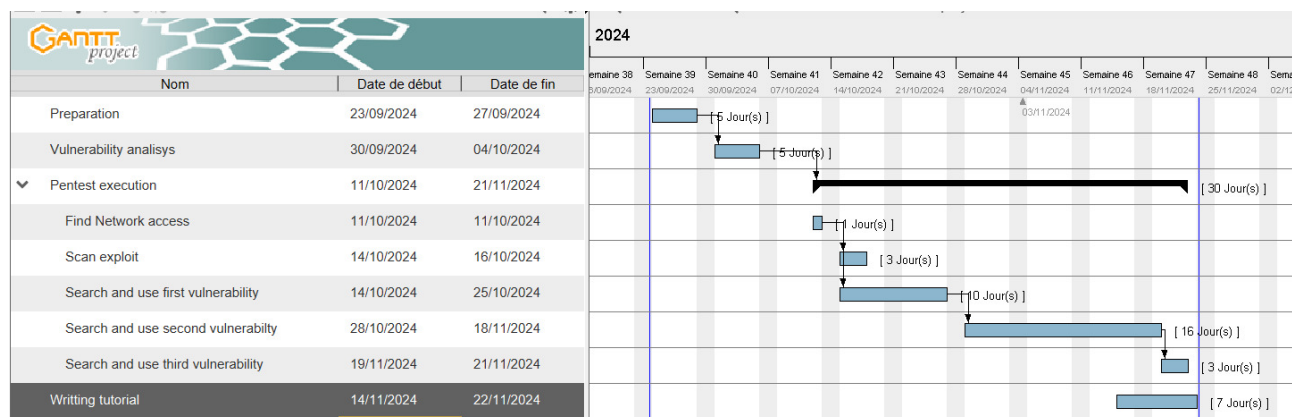 GANTT project
2024
Nom Date de début Date de fin
emaine 38 Semaine 39 Semaine 40 Semaine 41 Semaine 42 Semaine 43 Semaine 44 Semaine 45 Semaine 46 Semaine 47 Semaine 48 Sema
6/09/2024 23/09/2024 30/09/2024 07/10/2024 14/10/2024 21/10/2024 28/10/2024 04/11/2024 11/11/2024 18/11/2024 25/11/2024 02/12
03/11/2024
Preparation 23/09/2024 27/09/2024 [ 5 Jour(s) ]
Vulnerability analisys 30/09/2024 04/10/2024 [ 5 Jour(s) ]
Pentest execution 11/10/2024 21/11/2024 [ 30 Jour(s) ]
Find Network access 11/10/2024 11/10/2024 [ 1 Jour(s) ]
Scan exploit 14/10/2024 16/10/2024 [ 3 Jour(s) ]
Search and use first vulnerability 14/10/2024 25/10/2024 [ 10 Jour(s) ]
Search and use second vulnerabilty 28/10/2024 18/11/2024 [ 16 Jour(s) ]
Search and use third vulnerability 19/11/2024 21/11/2024 [ 3 Jour(s) ]
Writting tutorial 14/11/2024 22/11/2024 [ 7 Jour(s) ]